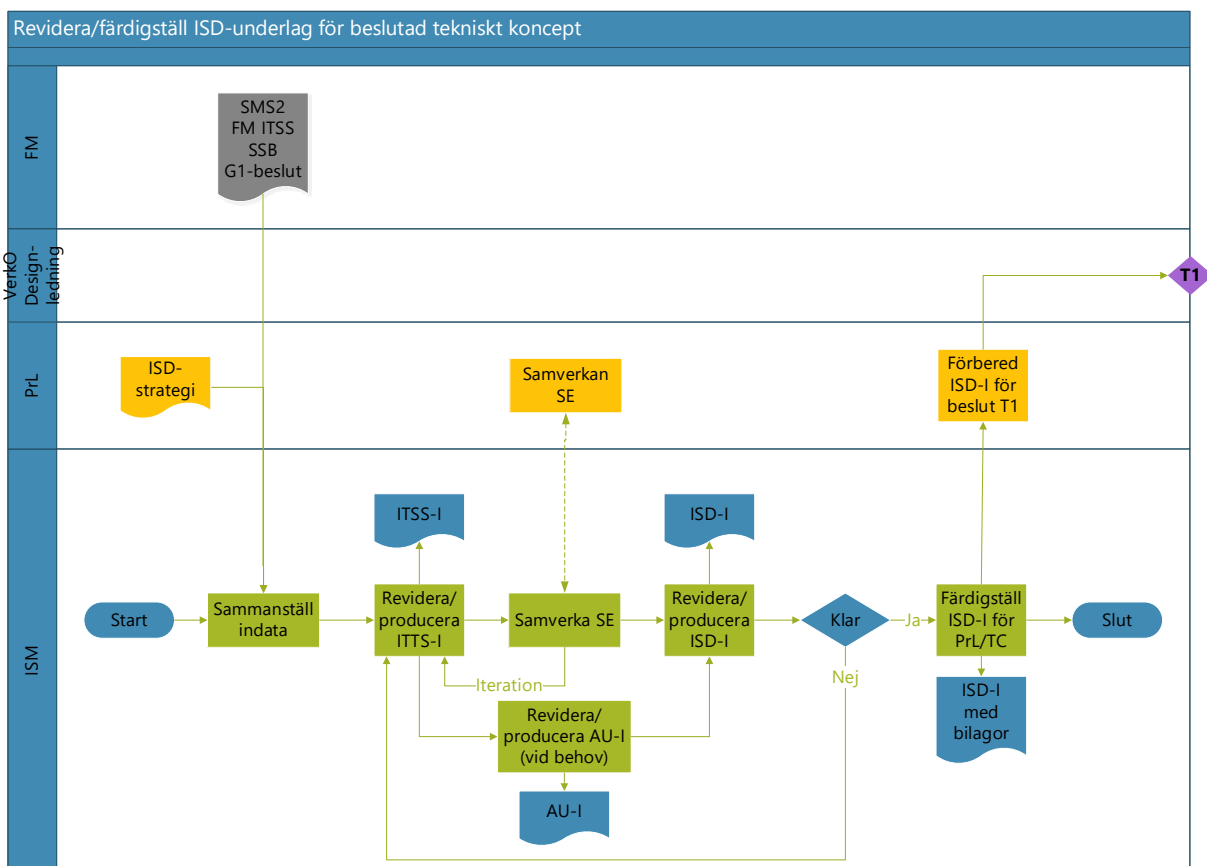 Revidera/färdigställ ISD-underlag för beslutad tekniskt koncept
FM
SMS2
FM ITSS
SSB
G1-beslut
VerkO
Design-
ledning
T1
PrL
ISD-
strategi
Samverkan
SE
Förbered
ISD-I för
beslut T1
ISM
ITSS-I
ISD-I
Start
Sammanställ
indata
Revidera/
producera
ITTS-I
Samverka SE
Revidera/
producera
ISD-I
Klar
Ja
Färdigställ
ISD-I för
PrL/TC
Slut
Iteration
Nej
Revidera/
producera AU-I
(vid behov)
ISD-I
med
bilagor
AU-I